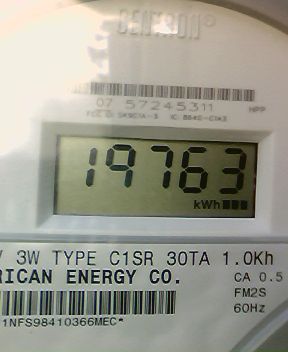 CENTRON®
07 57245311
HPP
19763
kWh
V 3W TYPE C1SR 30TA 1.0Kh
RICAN ENERGY CO.
CA 0.5
FM2S
60Hz
1NFS98410366MEC*